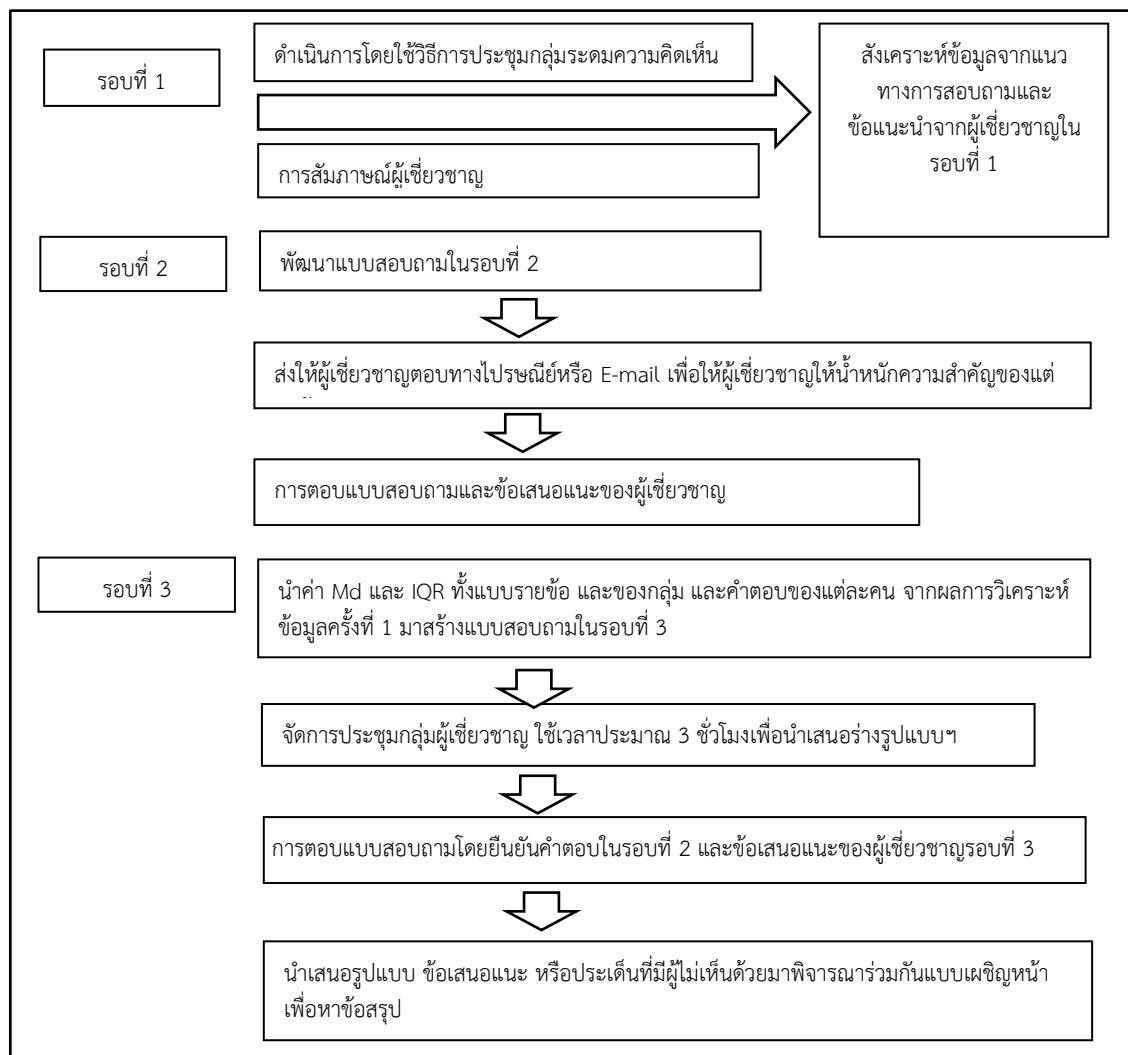 รอบที่ 1
ดำเนินการโดยใช้วิธีการประชุมกลุ่มระดมความคิดเห็น
การสัมภาษณ์ผู้เชี่ยวชาญ
สังเคราะห์ข้อมูลจากแนว
ทางการสอบถามและ
ข้อแนะนำจากผู้เชี่ยวชาญใน
รอบที่ 1
รอบที่ 2
พัฒนาแบบสอบถามในรอบที่ 2
ส่งให้ผู้เชี่ยวชาญตอบทางไปรษณีย์หรือ E-mail เพื่อให้ผู้เชี่ยวชาญให้น้ำหนักความสำคัญของแต่
การตอบแบบสอบถามและข้อเสนอแนะของผู้เชี่ยวชาญ
รอบที่ 3
นำค่า Md และ IQR ทั้งแบบรายข้อ และของกลุ่ม และคำตอบของแต่ละคน จากผลการวิเคราะห์
ข้อมูลครั้งที่ 1 มาสร้างแบบสอบถามในรอบที่ 3
จัดการประชุมกลุ่มผู้เชี่ยวชาญ ใช้เวลาประมาณ 3 ชั่วโมงเพื่อนำเสนอร่างรูปแบบฯ
การตอบแบบสอบถามโดยยืนยันคำตอบในรอบที่ 2 และข้อเสนอแนะของผู้เชี่ยวชาญรอบที่ 3
นำเสนอรูปแบบ ข้อเสนอแนะ หรือประเด็นที่มีผู้ไม่เห็นด้วยมาพิจารณาร่วมกันแบบเผชิญหน้า
เพื่อหาข้อสรุป